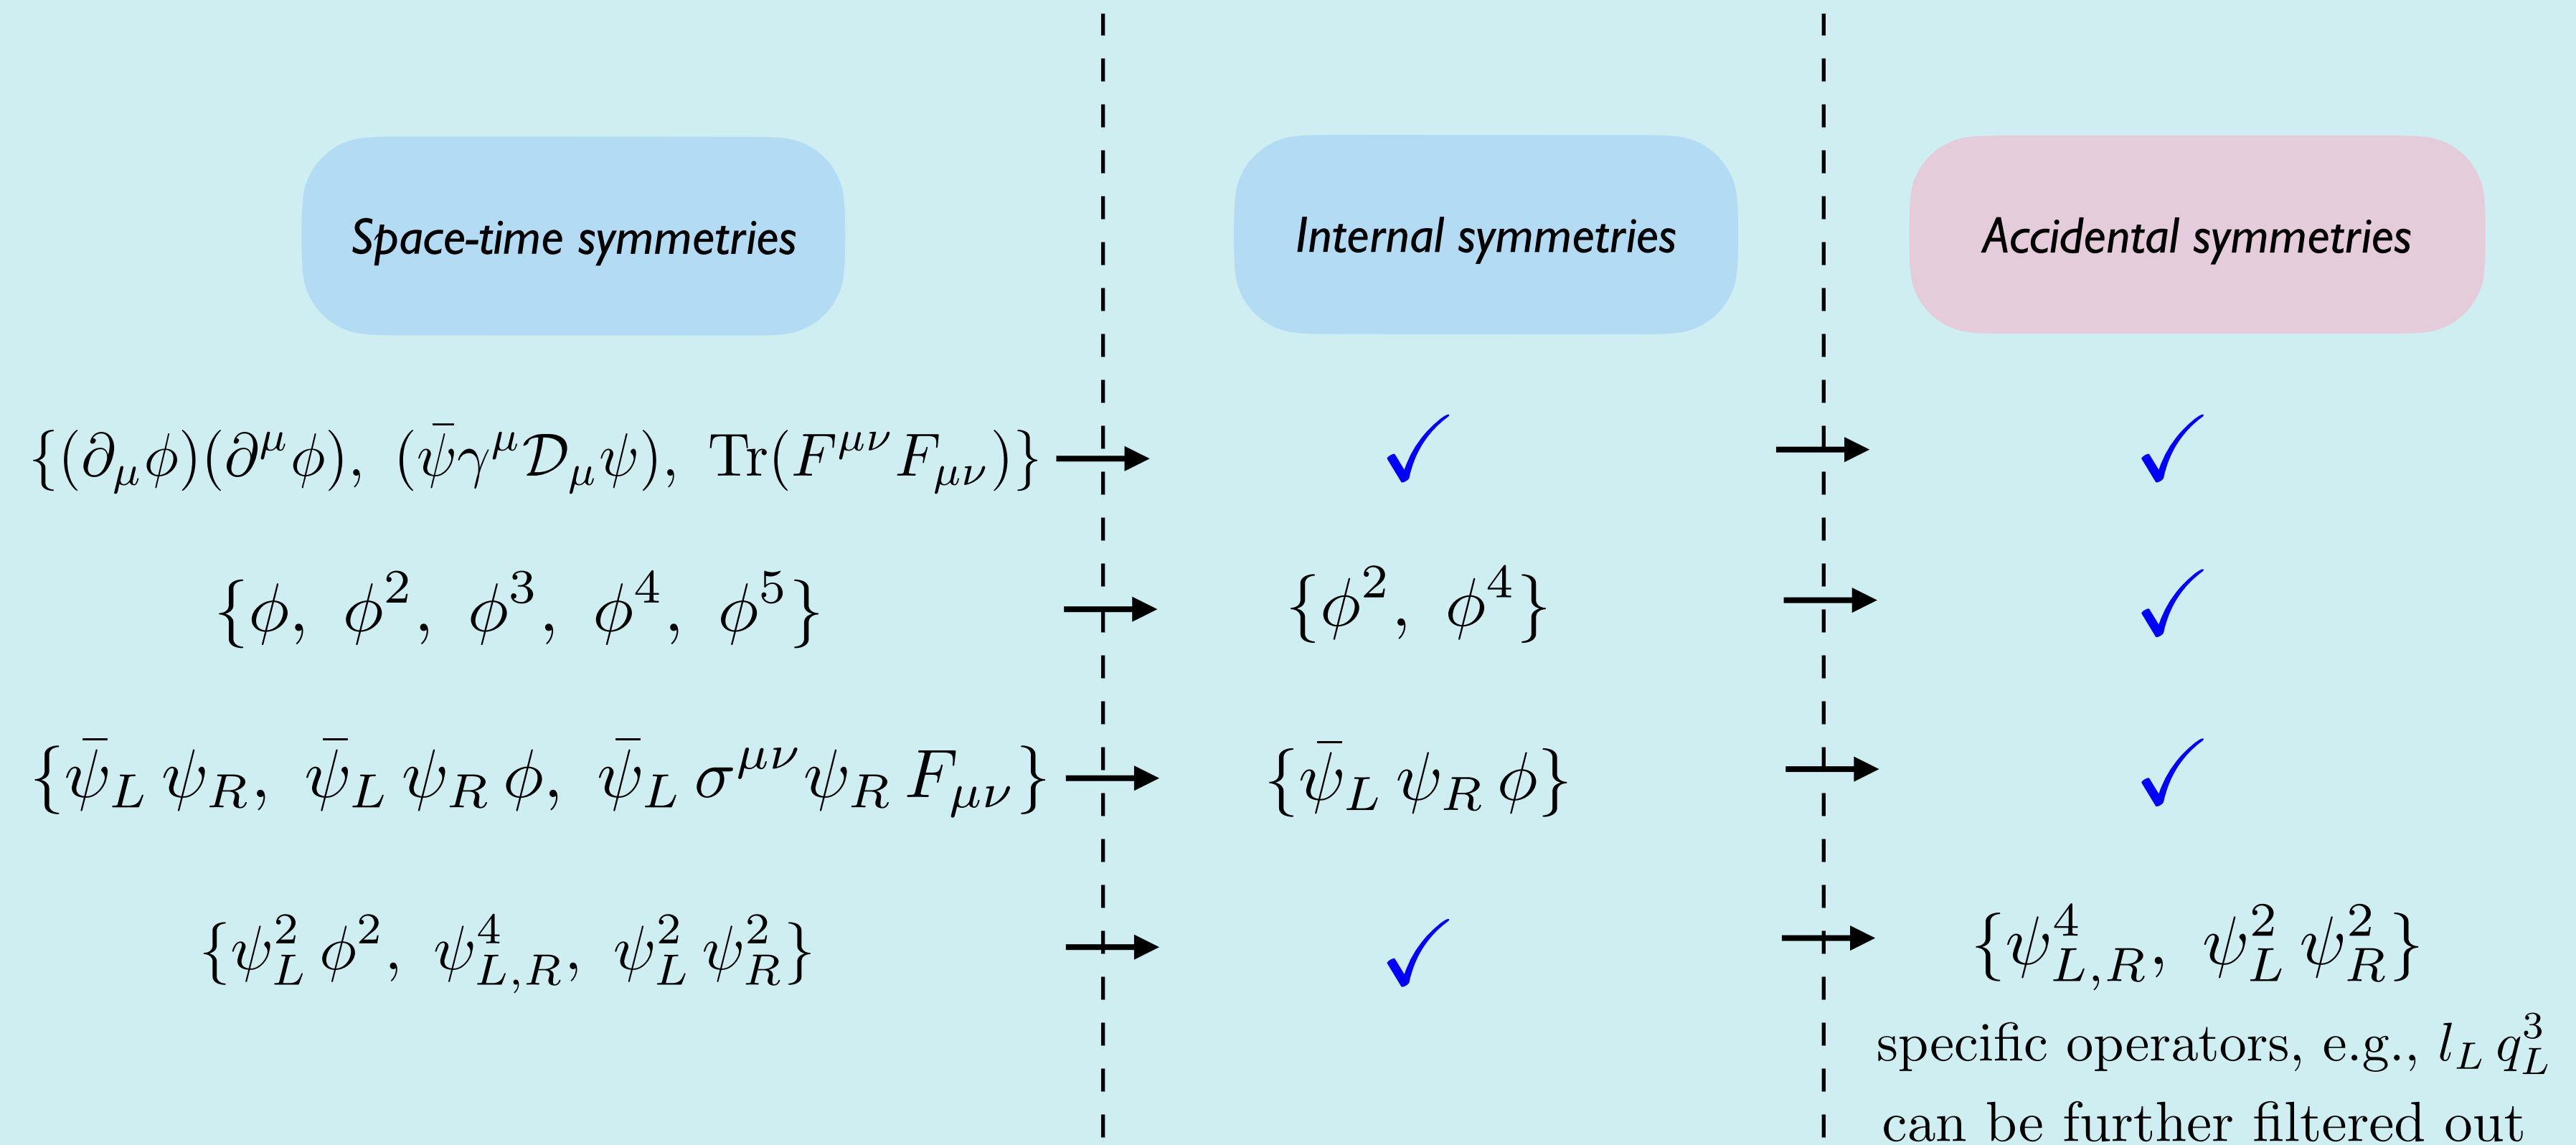 Space-time symmetries Internal symmetries Accidental symmetries
{(∂_μϕ)(∂^μϕ), (ψ̄γ^μ𝒟_μψ), Tr(F^{μν}F_{μν})} → ✓ → ✓
{ϕ, ϕ², ϕ³, ϕ⁴, ϕ⁵} → {ϕ², ϕ⁴} → ✓
{ψ̄_L ψ_R, ψ̄_L ψ_R ϕ, ψ̄_L σ^{μν} ψ_R F_{μν}} → {ψ̄_L ψ_R ϕ} → ✓
{ψ_L² ϕ², ψ_{L,R}⁴, ψ_L² ψ_R²} → ✓ → {ψ_{L,R}⁴, ψ_L² ψ_R²}
specific operators, e.g., l_L q_L³
can be further filtered out